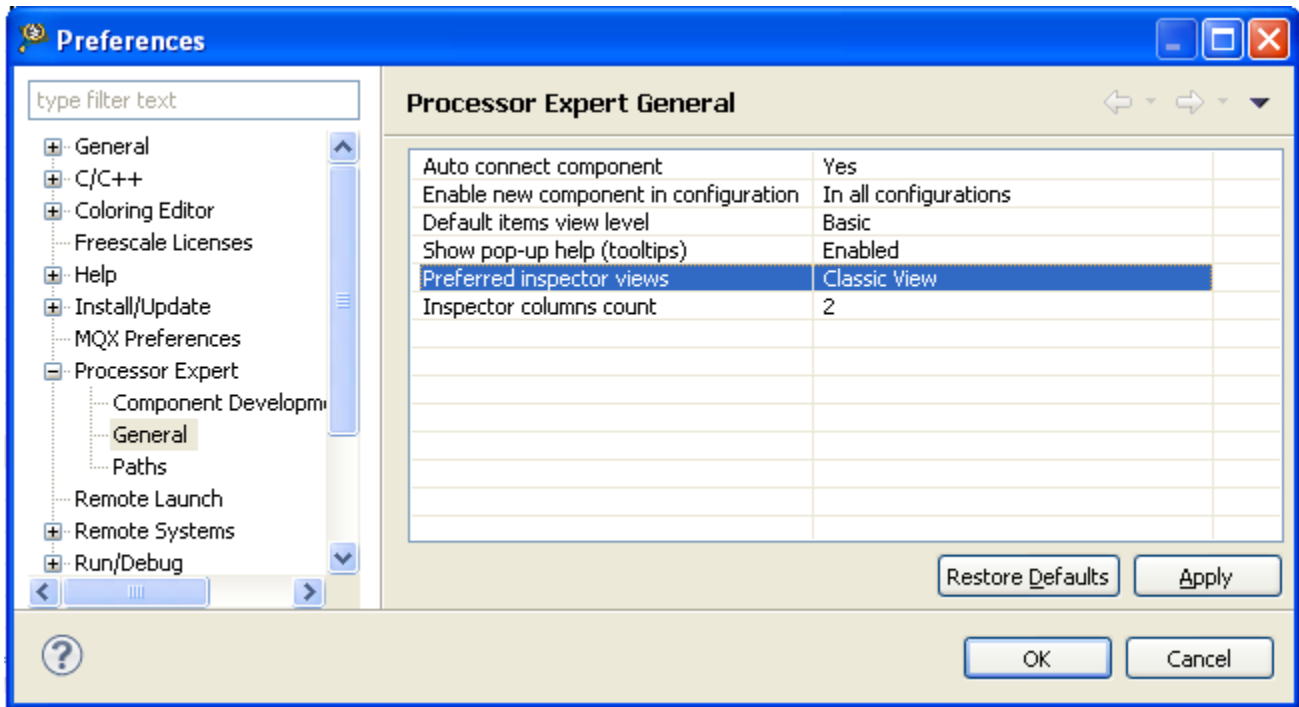 Preferences
type filter text
General
C/C++
Coloring Editor
Freescale Licenses
Help
Install/Update
MQX Preferences
Processor Expert
Component Developm
General
Paths
Remote Launch
Remote Systems
Run/Debug
Processor Expert General
Auto connect component Yes
Enable new component in configuration In all configurations
Default items view level Basic
Show pop-up help (tooltips) Enabled
Preferred inspector views Classic View
Inspector columns count 2
Restore Defaults Apply
? OK Cancel